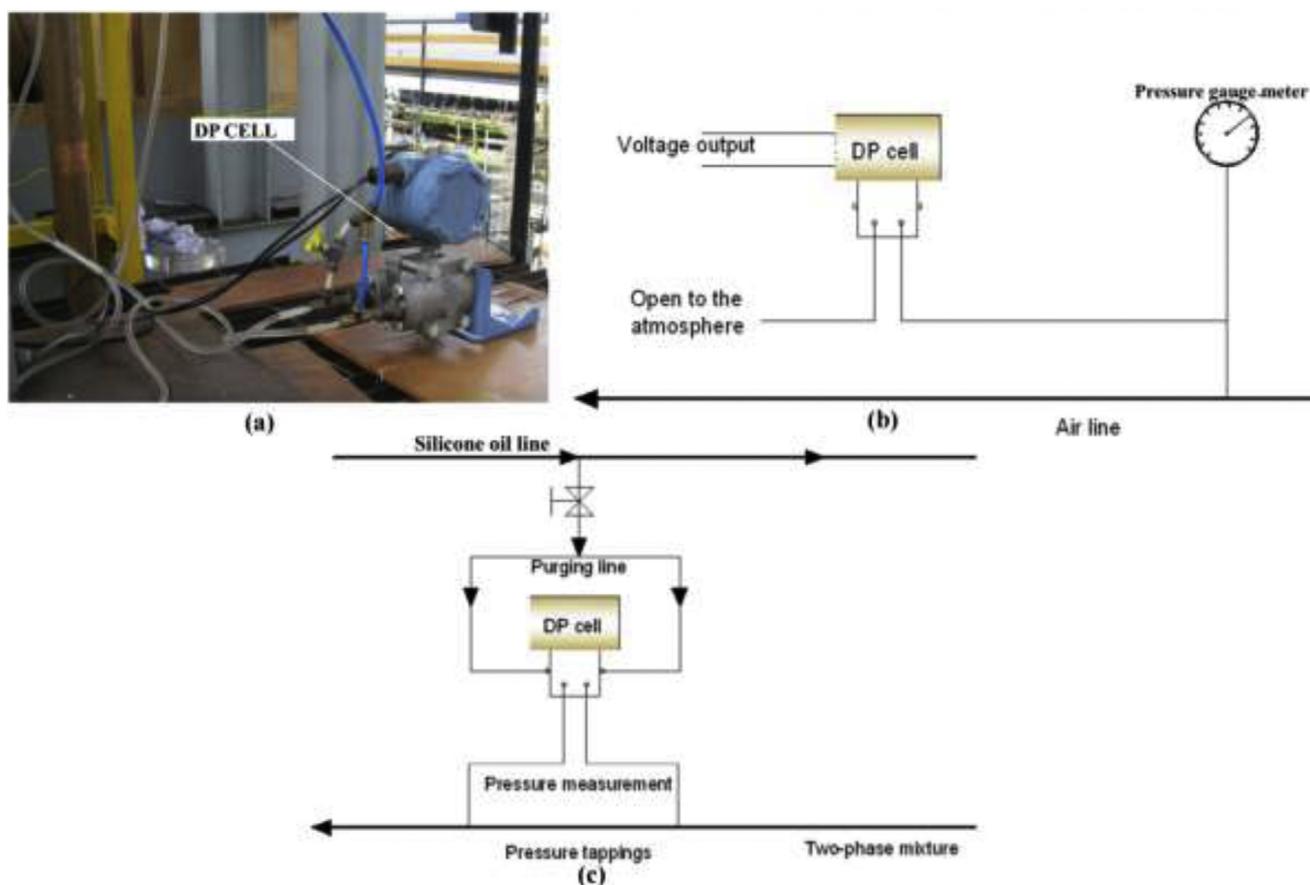 DP CELL
(a)
Pressure gauge meter
Voltage output
DP cell
Open to the
atmosphere
(b)
Air line
Silicone oil line
Purging line
DP cell
Pressure measurement
Pressure tappings
Two-phase mixture
(c)